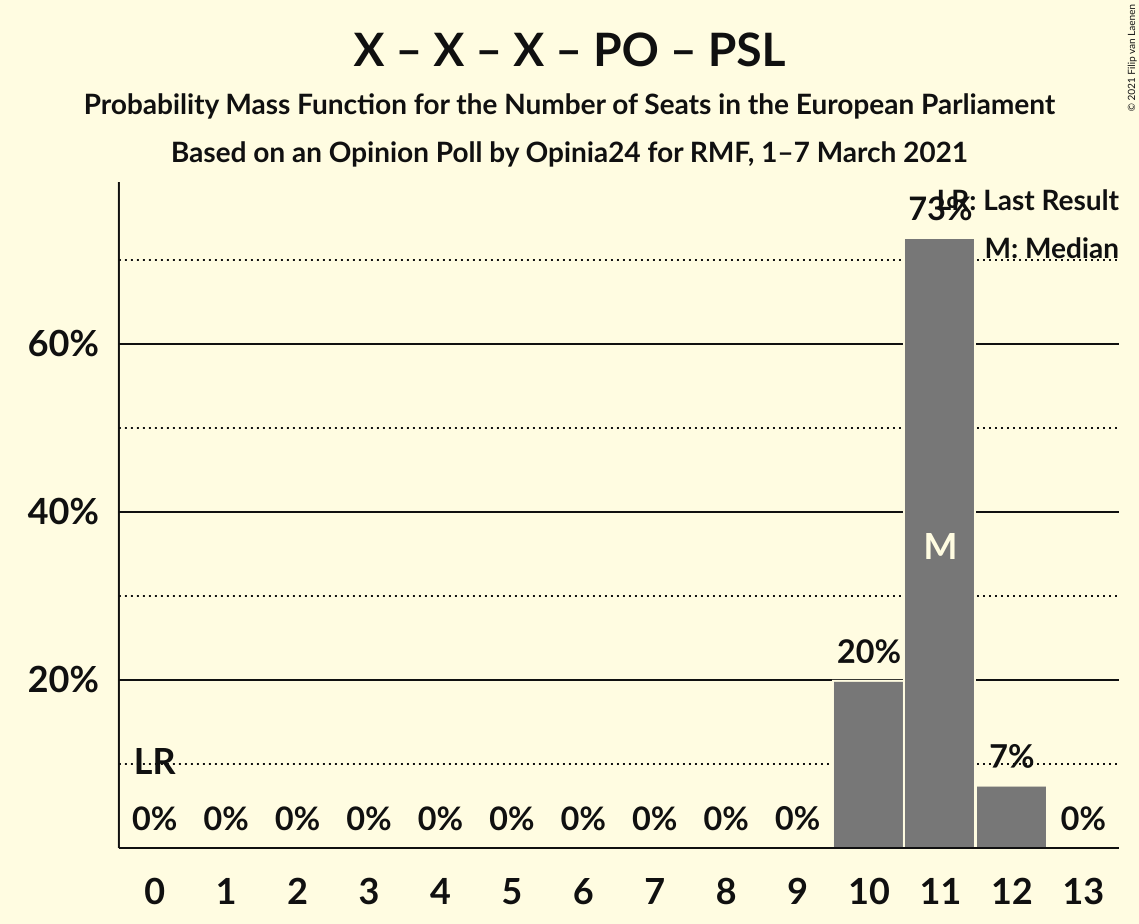 X – X – X – PO – PSL
Probability Mass Function for the Number of Seats in the European Parliament
Based on an Opinion Poll by Opinia24 for RMF, 1–7 March 2021
© 2021 Filip van Laenen
LR: Last Result
M: Median
73%
60%
40%
20%
M
20%
7%
LR
0% 0% 0% 0% 0% 0% 0% 0% 0% 0% 0%
0 1 2 3 4 5 6 7 8 9 10 11 12 13